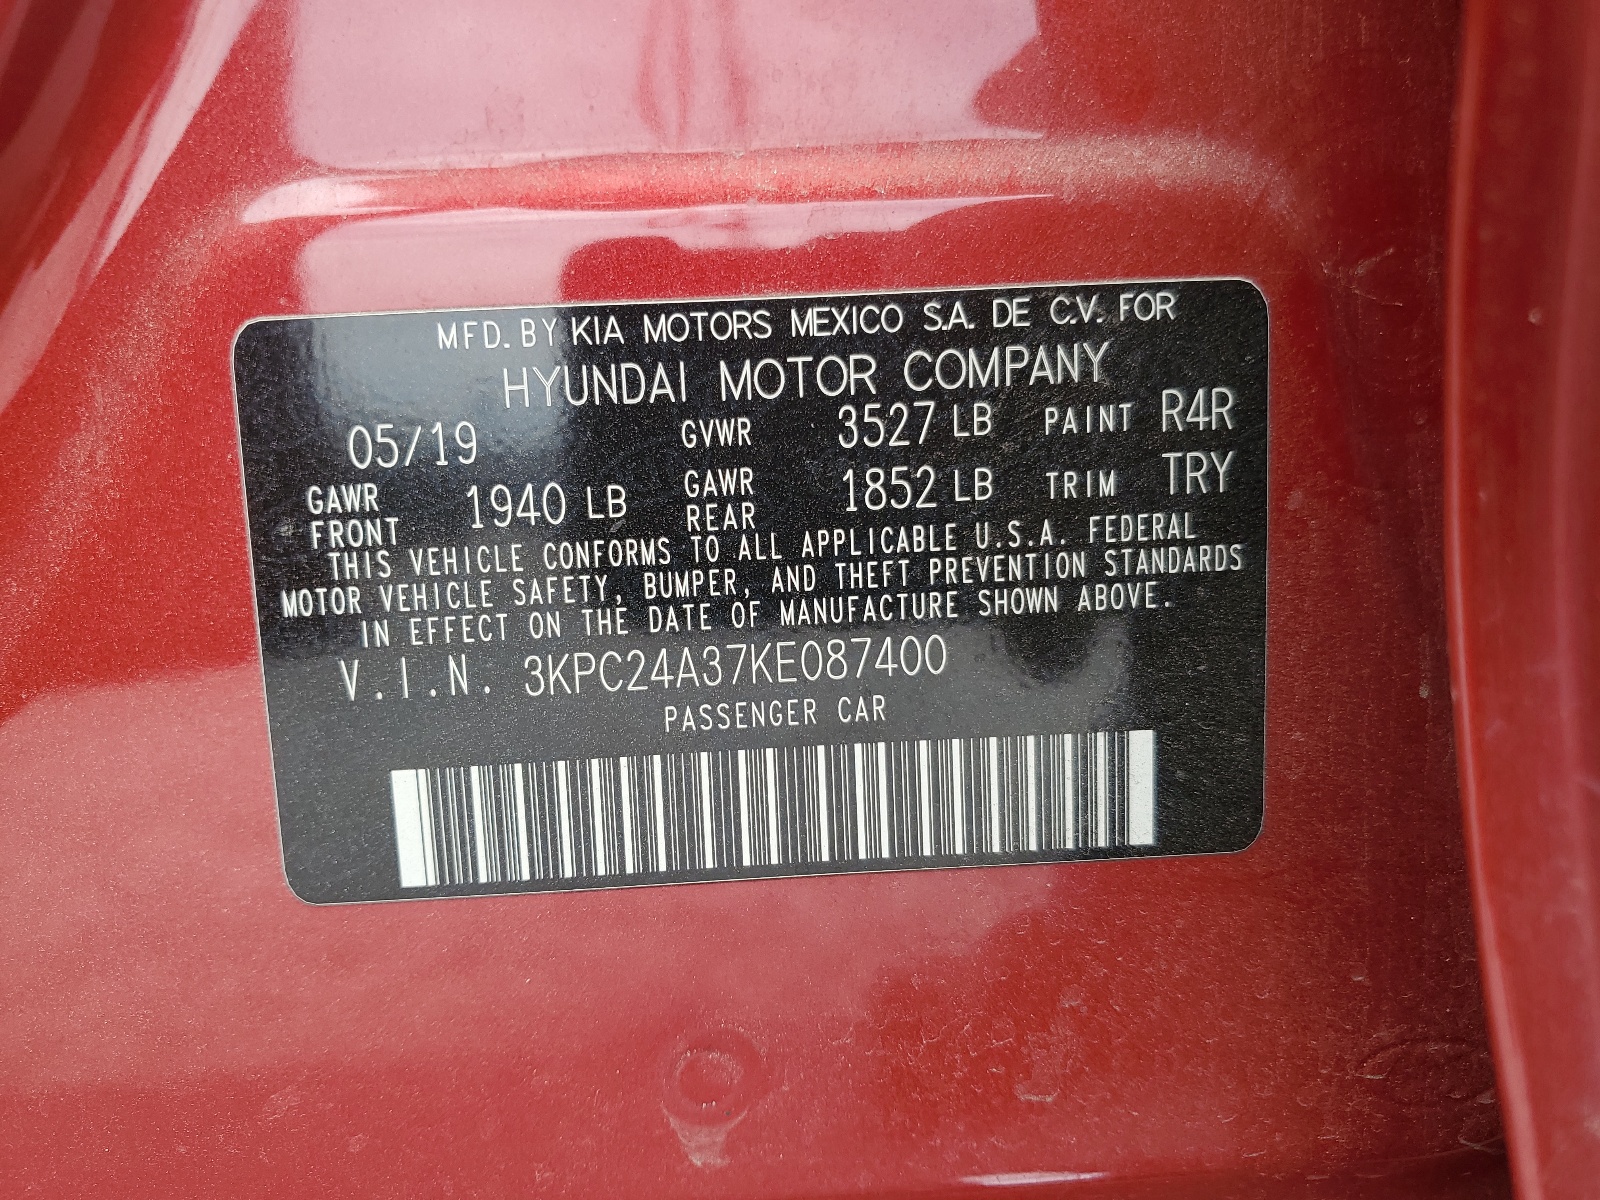 MFD. BY KIA MOTORS MEXICO S.A. DE C.V. FOR
HYUNDAI MOTOR COMPANY
05/19 GVWR 3527 LB PAINT R4R
GAWR FRONT 1940 LB GAWR REAR 1852 LB TRIM TRY
THIS VEHICLE CONFORMS TO ALL APPLICABLE U.S.A. FEDERAL
MOTOR VEHICLE SAFETY, BUMPER, AND THEFT PREVENTION STANDARDS
IN EFFECT ON THE DATE OF MANUFACTURE SHOWN ABOVE.
V.I.N. 3KPC24A37KE087400
PASSENGER CAR